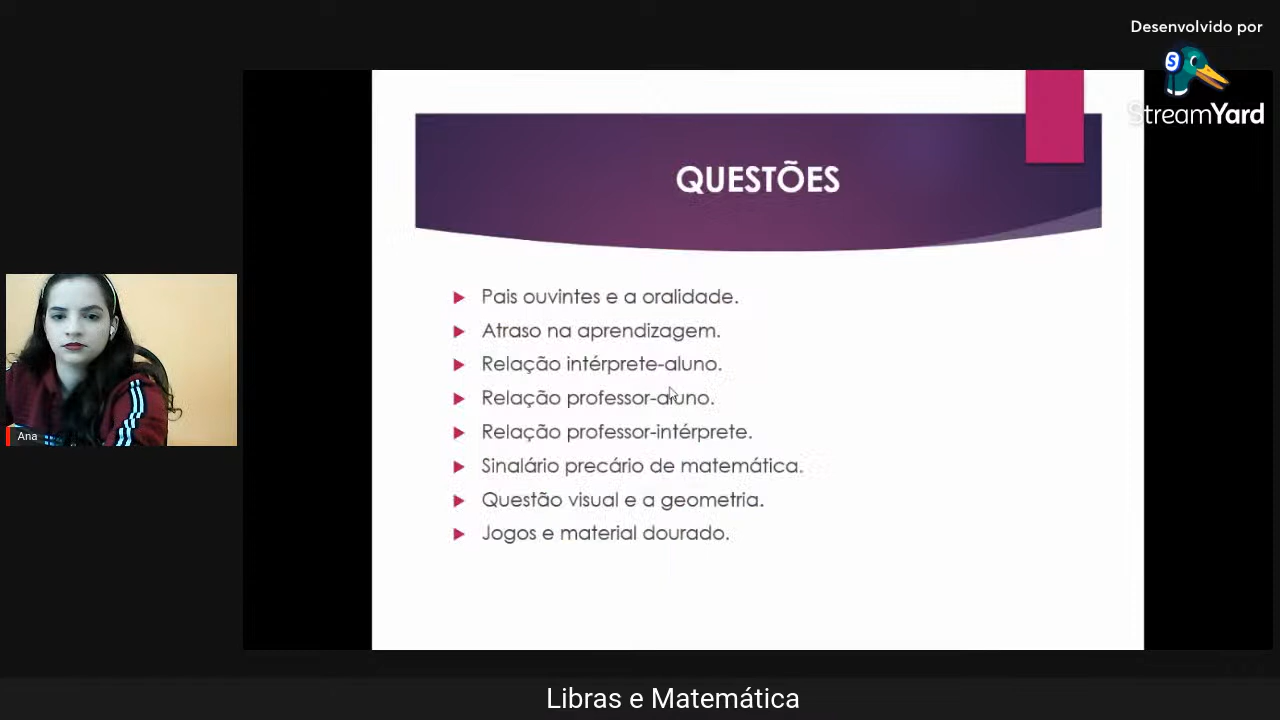 Desenvolvido por
StreamYard
QUESTÕES
Pais ouvintes e a oralidade.
Atraso na aprendizagem.
Relação intérprete-aluno.
Relação professor-aluno.
Relação professor-intérprete.
Sinalário precário de matemática.
Questão visual e a geometria.
Jogos e material dourado.
Ana
Libras e Matemática